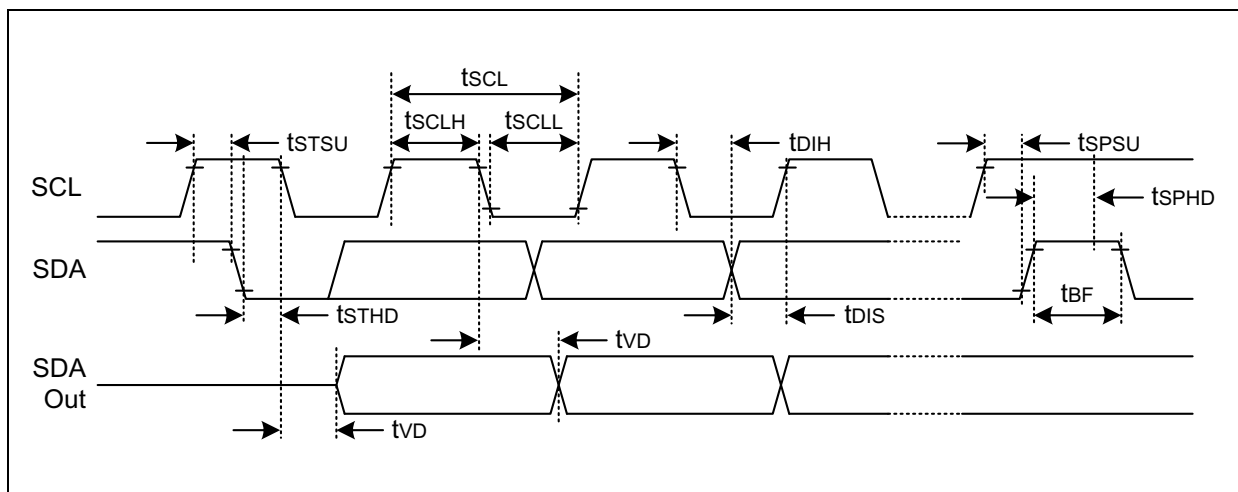 tSCL
tSCLH tSCLL
tSTSU tDIH tSPSU
SCL
tSPHD
SDA
tBF
tSTHD tDIS
tVD
SDA
Out
tVD